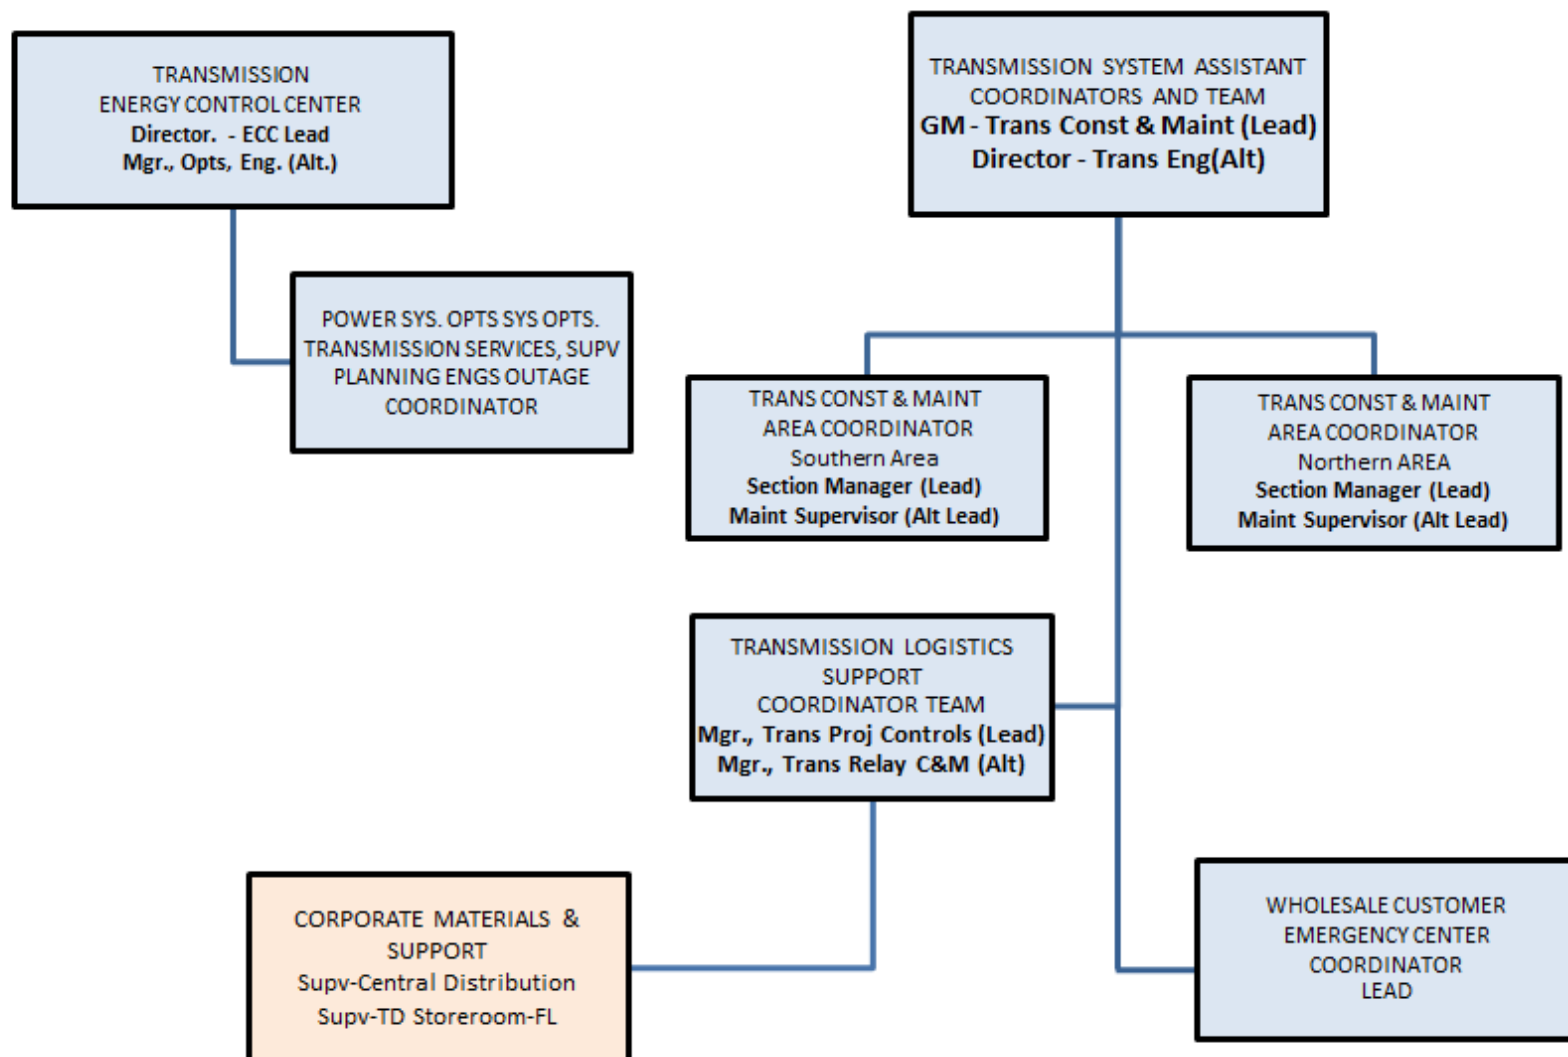 TRANSMISSION
ENERGY CONTROL CENTER
Director. - ECC Lead
Mgr., Opts, Eng. (Alt.)
TRANSMISSION SYSTEM ASSISTANT
COORDINATORS AND TEAM
GM - Trans Const & Maint (Lead)
Director - Trans Eng(Alt)
POWER SYS. OPTS SYS OPTS.
TRANSMISSION SERVICES, SUPV
PLANNING ENGS OUTAGE
COORDINATOR
TRANS CONST & MAINT
AREA COORDINATOR
Southern Area
Section Manager (Lead)
Maint Supervisor (Alt Lead)
TRANS CONST & MAINT
AREA COORDINATOR
Northern AREA
Section Manager (Lead)
Maint Supervisor (Alt Lead)
TRANSMISSION LOGISTICS
SUPPORT
COORDINATOR TEAM
Mgr., Trans Proj Controls (Lead)
Mgr., Trans Relay C&M (Alt)
CORPORATE MATERIALS &
SUPPORT
Supv-Central Distribution
Supv-TD Storeroom-FL
WHOLESALE CUSTOMER
EMERGENCY CENTER
COORDINATOR
LEAD